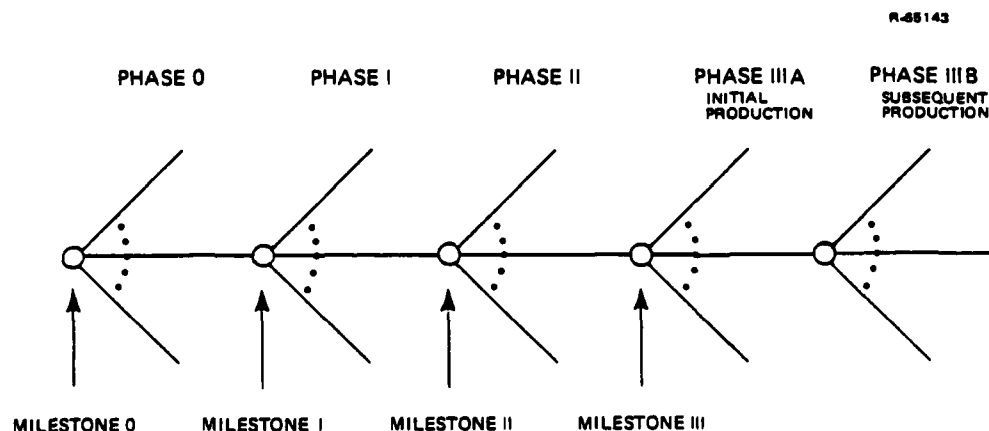 R-65143
PHASE 0
PHASE I
PHASE II
PHASE IIIA
INITIAL
PRODUCTION
PHASE IIIB
SUBSEQUENT
PRODUCTION
MILESTONE 0
MILESTONE I
MILESTONE II
MILESTONE III